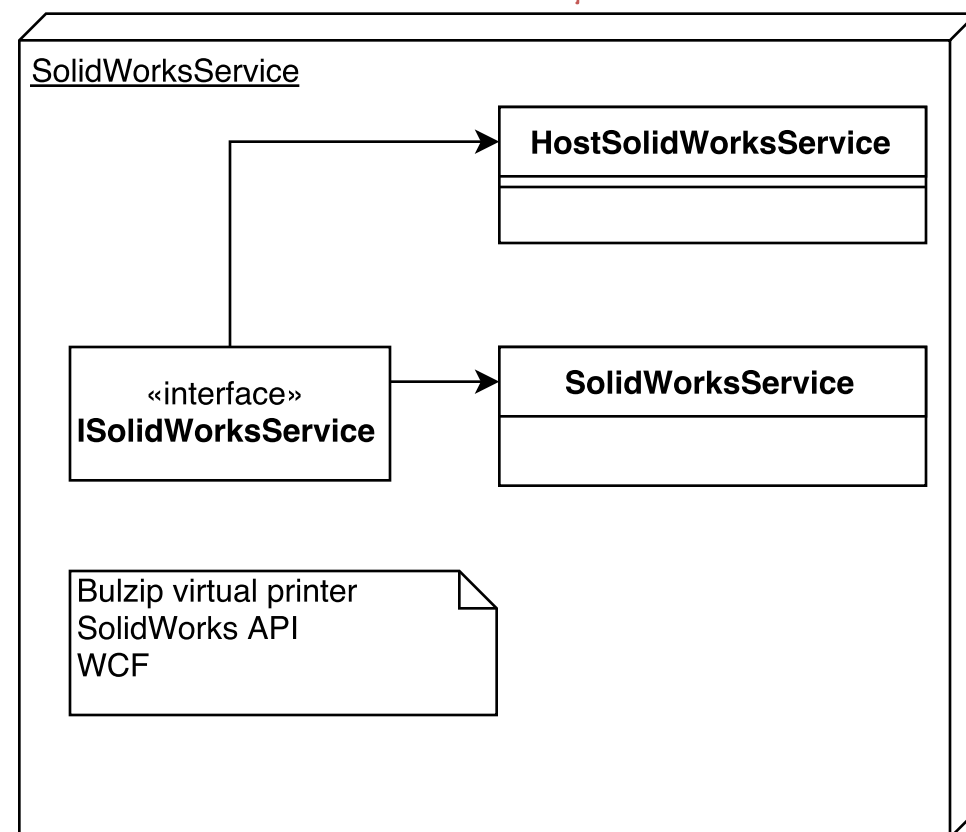 SolidWorksService
HostSolidWorksService
«interface»
ISolidWorksService
SolidWorksService
Bulzip virtual printer
SolidWorks API
WCF